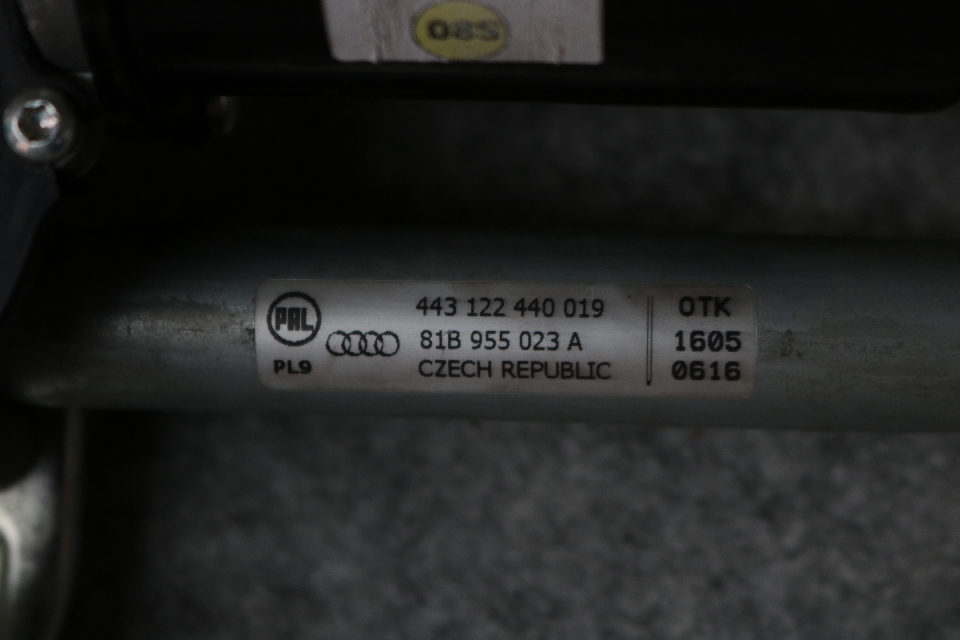 08S
PAL
PL9
443 122 440 019
81B 955 023 A
CZECH REPUBLIC
OTK
1605
0616